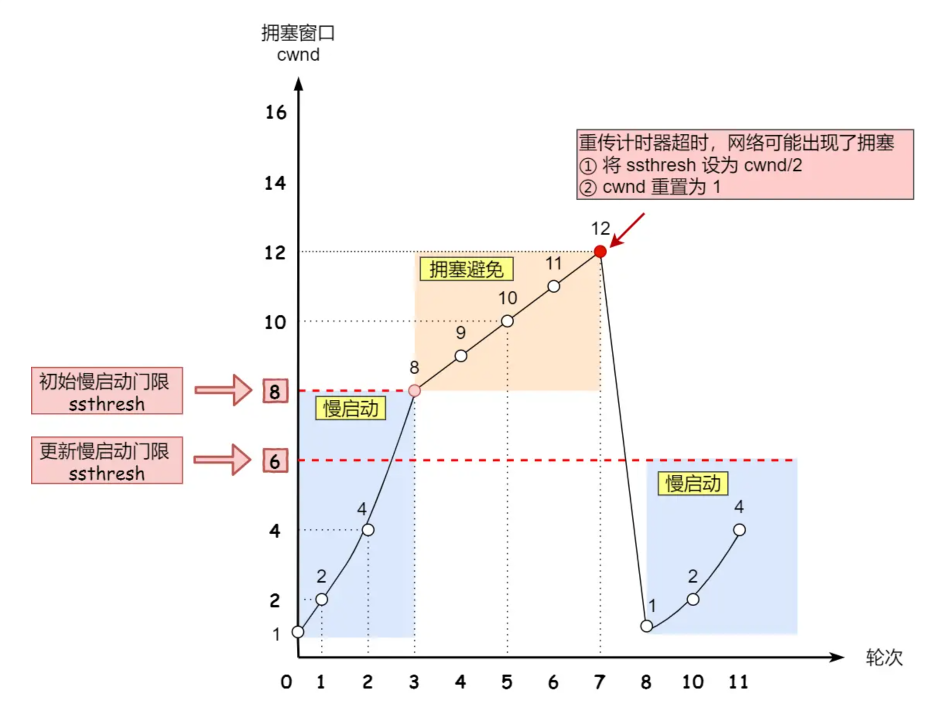 拥塞窗口
cwnd
16
重传计时器超时，网络可能出现了拥塞
① 将 ssthresh 设为 cwnd/2
② cwnd 重置为 1
14
12
12
拥塞避免
11
10
10
9
8
初始慢启动门限
ssthresh
8
慢启动
更新慢启动门限
ssthresh
6
慢启动
4
4
4
2
2
2
1
1
0
1
2
3
4
5
6
7
8
10
11
轮次